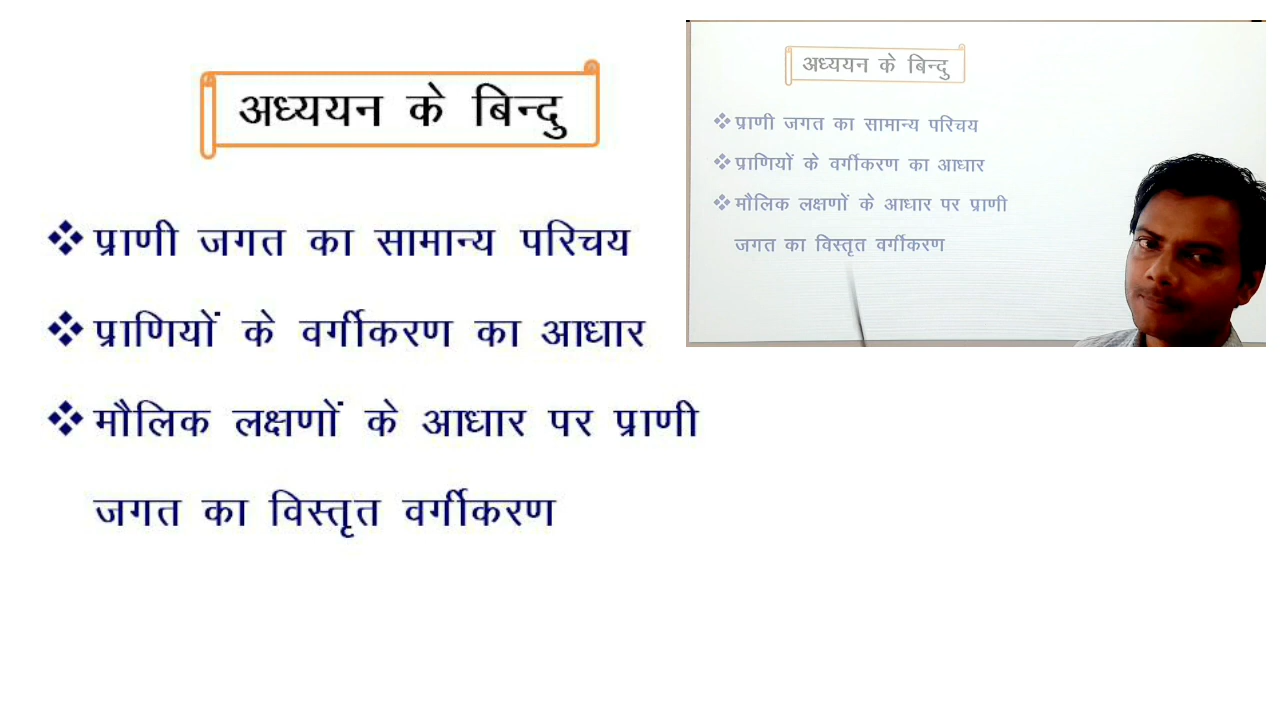 अध्ययन के बिन्दु
प्राणी जगत का सामान्य परिचय
प्राणियों के वर्गीकरण का आधार
मौलिक लक्षणों के आधार पर प्राणी
जगत का विस्तृत वर्गीकरण
अध्ययन के बिन्दु
प्राणी जगत का सामान्य परिचय
प्राणियों के वर्गीकरण का आधार
मौलिक लक्षणों के आधार पर प्राणी
जगत का विस्तृत वर्गीकरण